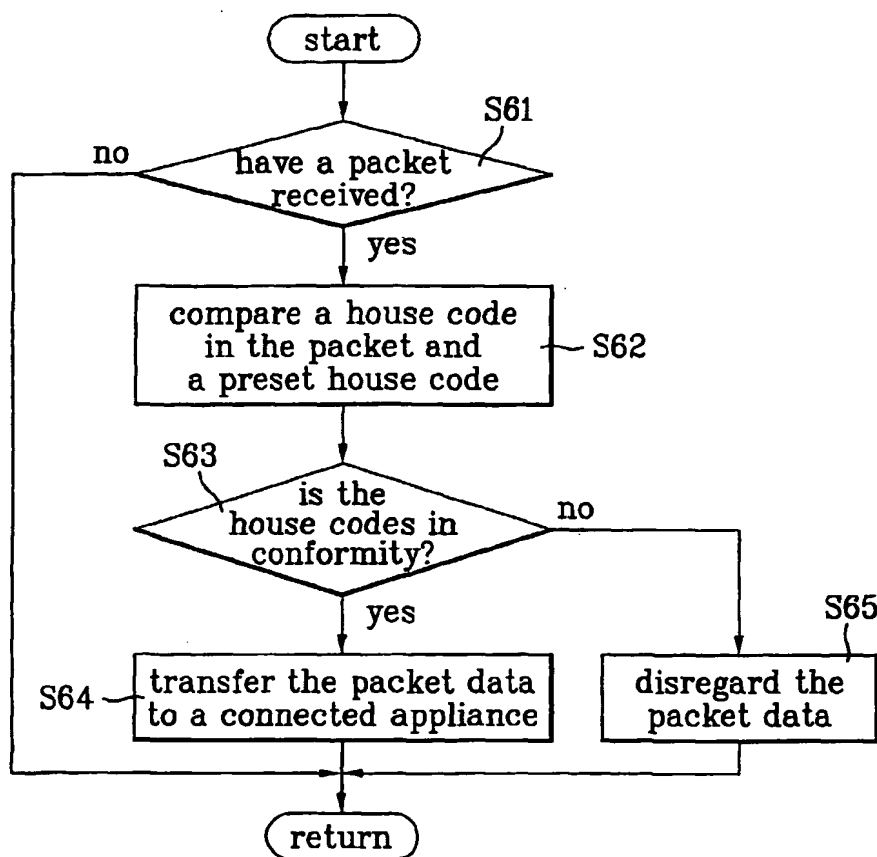 start
S61
no
have a packet
received?
yes
compare a house code
in the packet and
a preset house code
S62
S63
is the
house codes in
conformity?
no
yes
S65
S64
transfer the packet data
to a connected appliance
disregard the
packet data
return